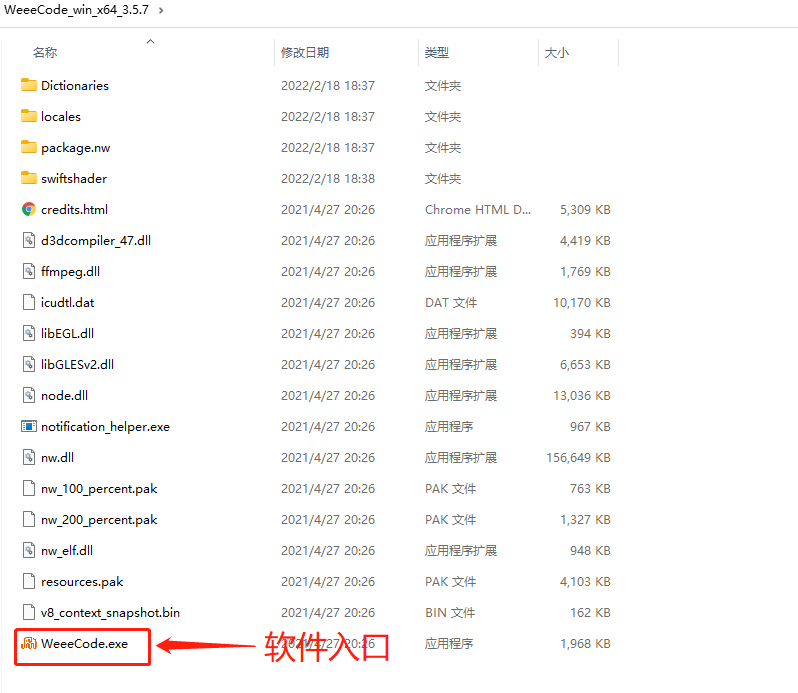 WeeeCode_win_x64_3.5.7 >
名称 修改日期 类型 大小
Dictionaries 2022/2/18 18:37 文件夹
locales 2022/2/18 18:37 文件夹
package.nw 2022/2/18 18:37 文件夹
swiftshader 2022/2/18 18:38 文件夹
credits.html 2021/4/27 20:26 Chrome HTML D... 5,309 KB
d3dcompiler_47.dll 2021/4/27 20:26 应用程序扩展 4,419 KB
ffmpeg.dll 2021/4/27 20:26 应用程序扩展 1,769 KB
icudtl.dat 2021/4/27 20:26 DAT 文件 10,170 KB
libEGL.dll 2021/4/27 20:26 应用程序扩展 394 KB
libGLESv2.dll 2021/4/27 20:26 应用程序扩展 6,653 KB
node.dll 2021/4/27 20:26 应用程序扩展 13,036 KB
notification_helper.exe 2021/4/27 20:26 应用程序 967 KB
nw.dll 2021/4/27 20:26 应用程序扩展 156,649 KB
nw_100_percent.pak 2021/4/27 20:26 PAK 文件 763 KB
nw_200_percent.pak 2021/4/27 20:26 PAK 文件 1,327 KB
nw_elf.dll 2021/4/27 20:26 应用程序扩展 948 KB
resources.pak 2021/4/27 20:26 PAK 文件 4,103 KB
v8_context_snapshot.bin 2021/4/27 20:26 BIN 文件 162 KB
WeeeCode.exe 2021/4/27 20:26 应用程序 1,968 KB
软件入口